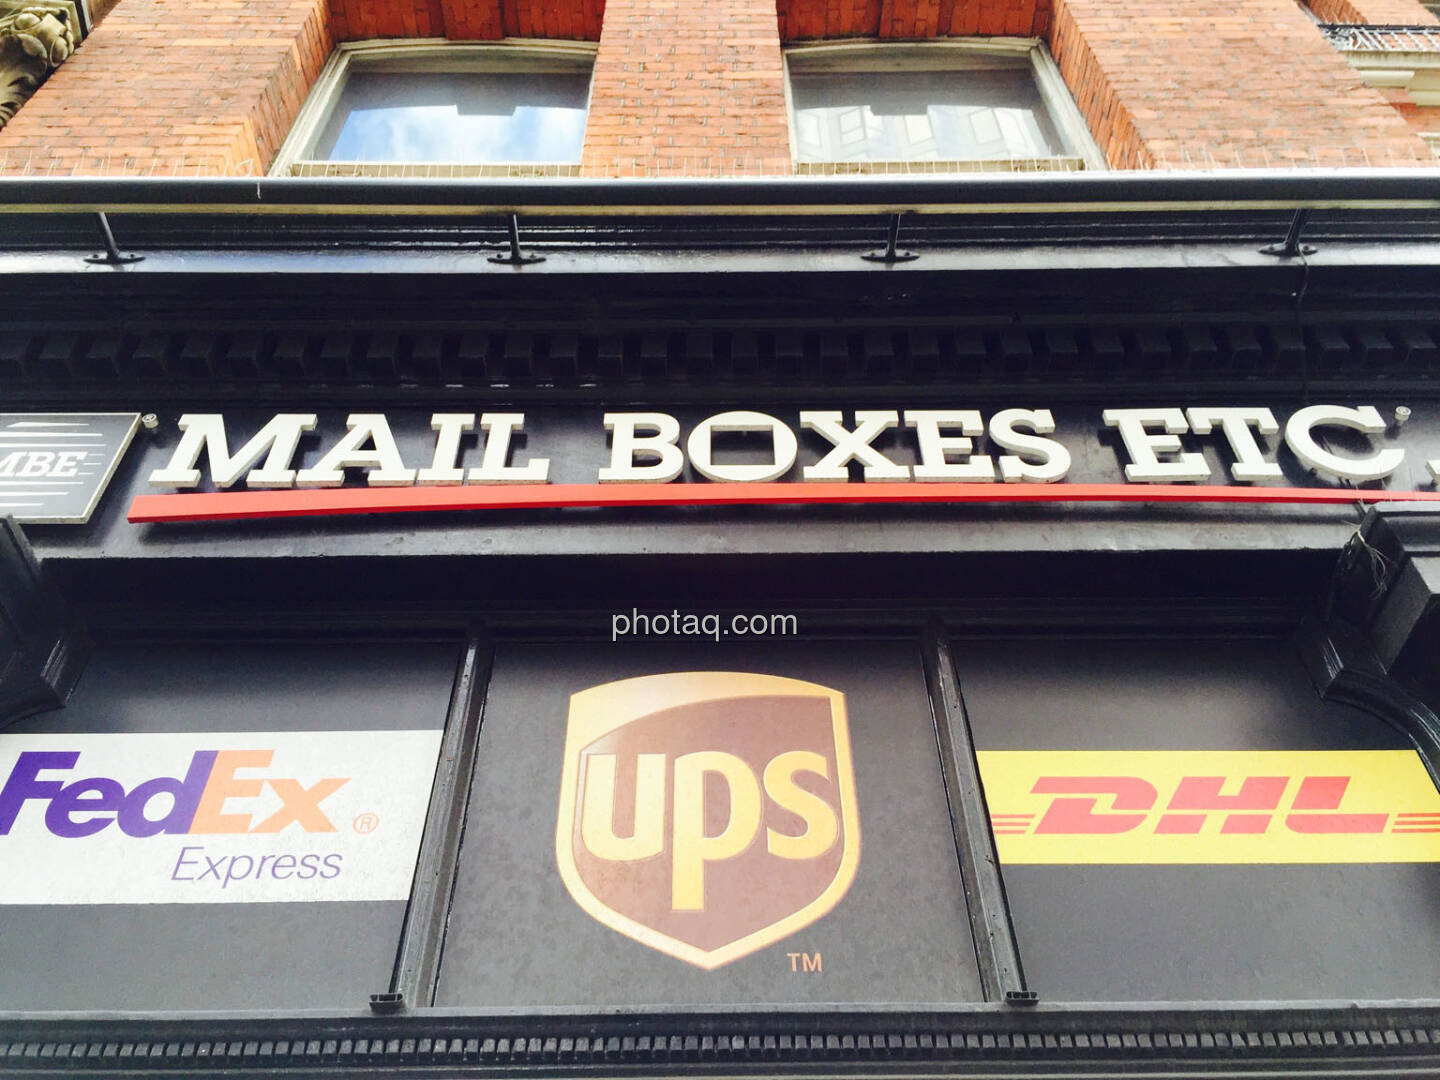 MBE
® MAIL BOXES ETC.®
photaq.com
FedEx®
Express
ups
TM
DHL